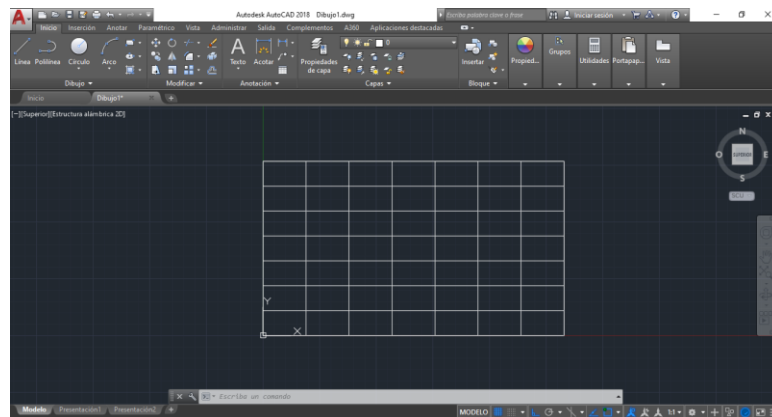 A Autodesk AutoCAD 2018 Dibujo1.dwg Escriba palabra clave o frase Iniciar sesión
Inicio Inserción Anotar Paramétrico Vista Administrar Salida Complementos A360 Aplicaciones destacadas
Línea Polilínea Círculo Arco A Texto Acotar Propiedades de capa 0 Insertar Propied... Grupos Utilidades Portapap... Vista
Dibujo Modificar Anotación Capas Bloque
Inicio Dibujo1* +
[−][Superior][Estructura alámbrica 2D]
N
O SUPERIOR E
S
SCU
Y
X
Escriba un comando
Modelo Presentación1 Presentación2 + MODELO 1:1